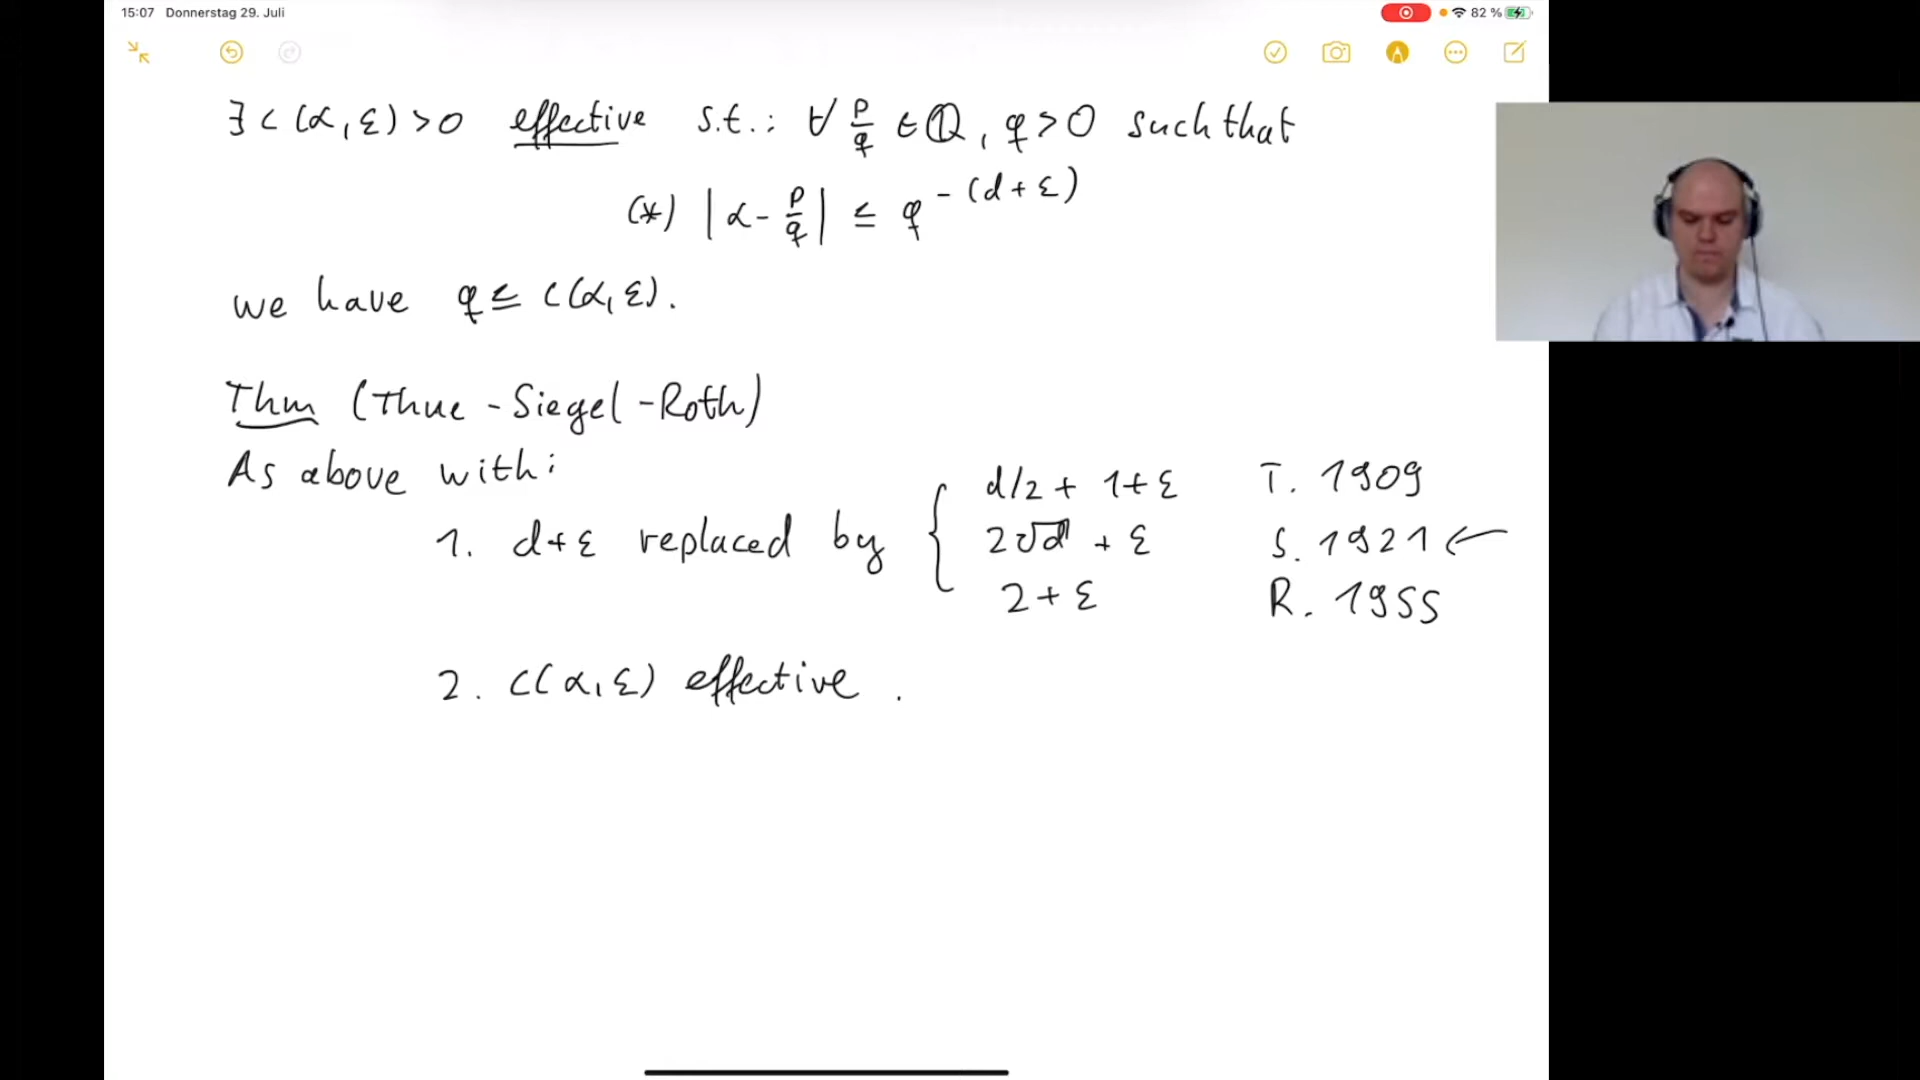 15:07 Donnerstag 29. Juli 82 %
∃ c(α, ε) > 0 effective s.t.: ∀ p/q ∈ ℚ, q > 0 such that
(*) |α - p/q| ≤ q^-(d+ε)
we have q ≤ c(α, ε).
Thm (Thue-Siegel-Roth)
As above with:
1. d+ε replaced by { d/2 + 1+ε T. 1909
2√d + ε S. 1921 ←
2+ε R. 1955
2. c(α, ε) effective .